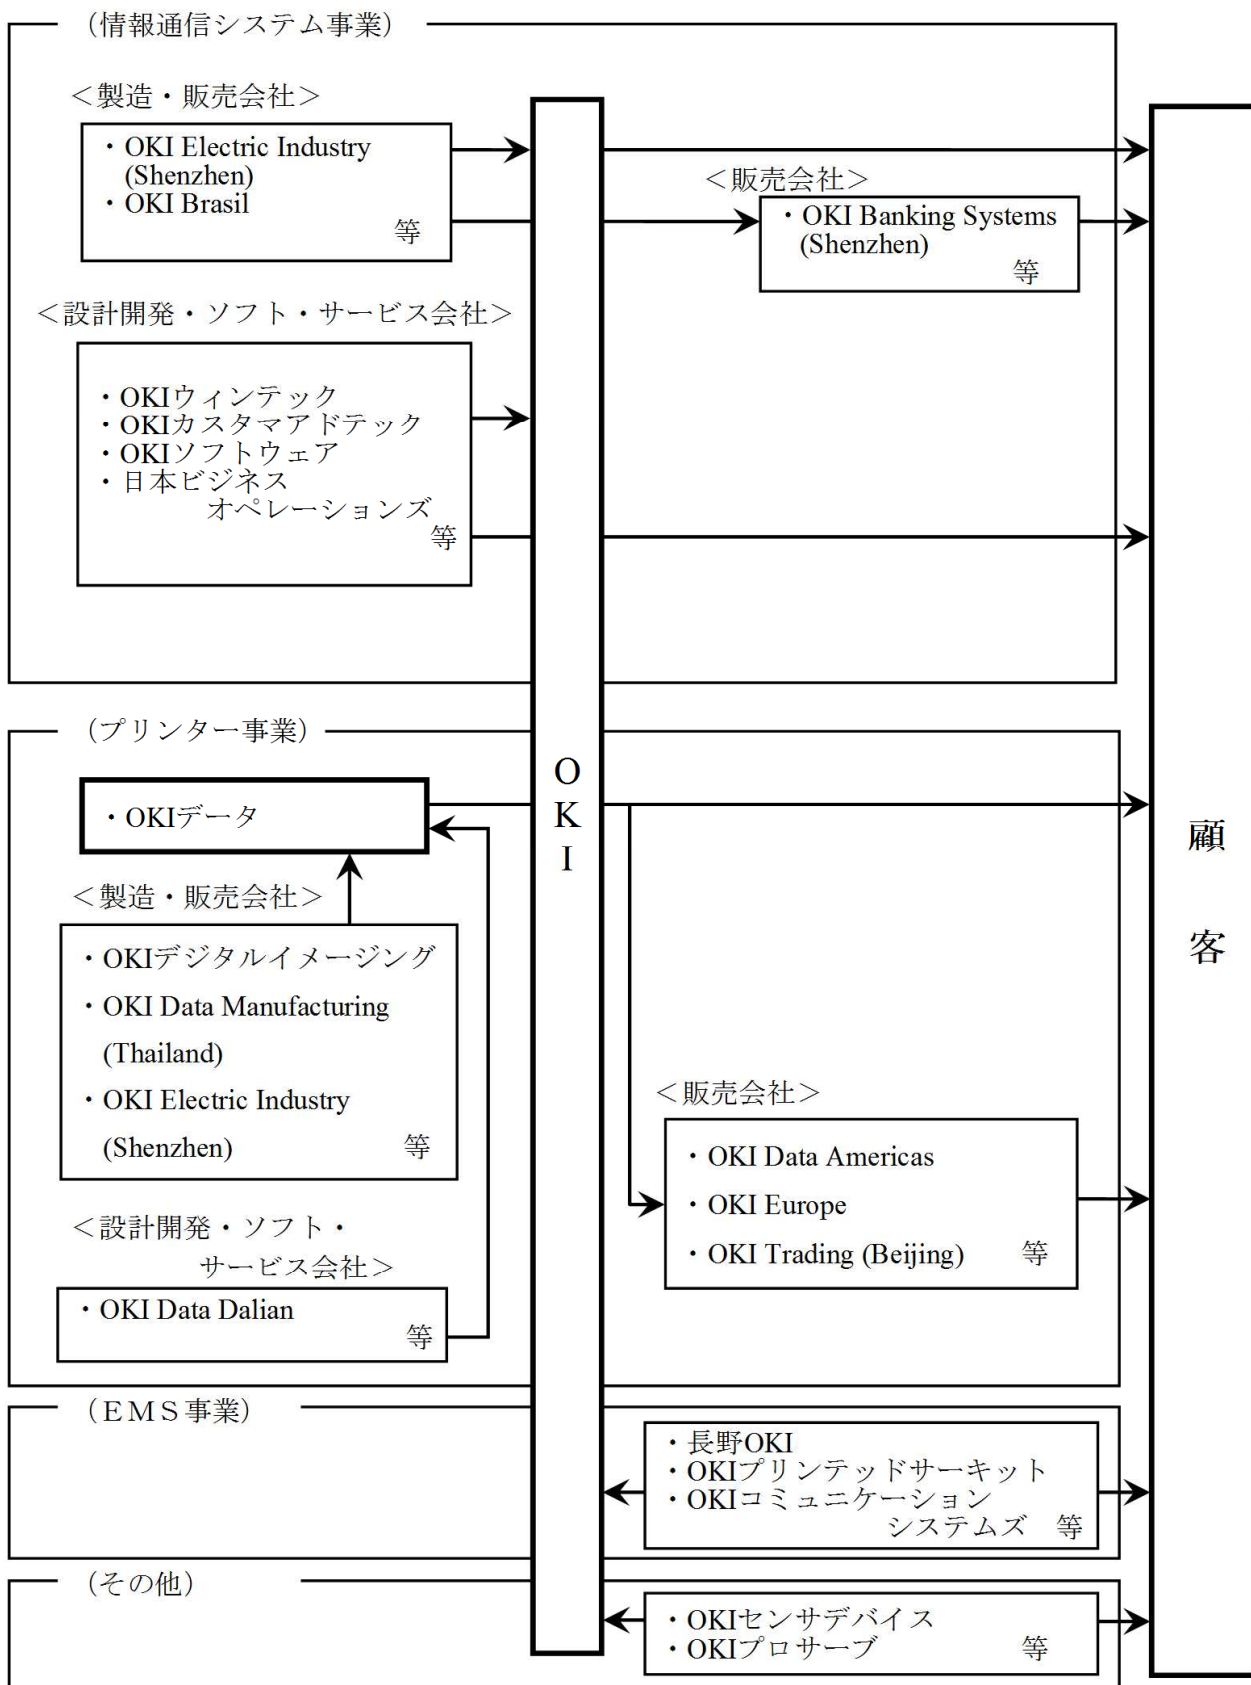 （情報通信システム事業）
＜製造・販売会社＞
・OKI Electric Industry
(Shenzhen)
・OKI Brasil
等
＜販売会社＞
・OKI Banking Systems
(Shenzhen)
等
＜設計開発・ソフト・サービス会社＞
・OKIウィンテック
・OKIカスタマアドテック
・OKIソフトウェア
・日本ビジネス
オペレーションズ
等
OKI
顧客
（プリンター事業）
・OKIデータ
＜製造・販売会社＞
・OKIデジタルイメージング
・OKI Data Manufacturing
(Thailand)
・OKI Electric Industry
(Shenzhen) 等
＜販売会社＞
・OKI Data Americas
・OKI Europe
・OKI Trading (Beijing) 等
＜設計開発・ソフト・
サービス会社＞
・OKI Data Dalian
等
（ＥＭＳ事業）
・長野OKI
・OKIプリンテッドサーキット
・OKIコミュニケーション
システムズ 等
（その他）
・OKIセンサデバイス
・OKIプロサーブ 等